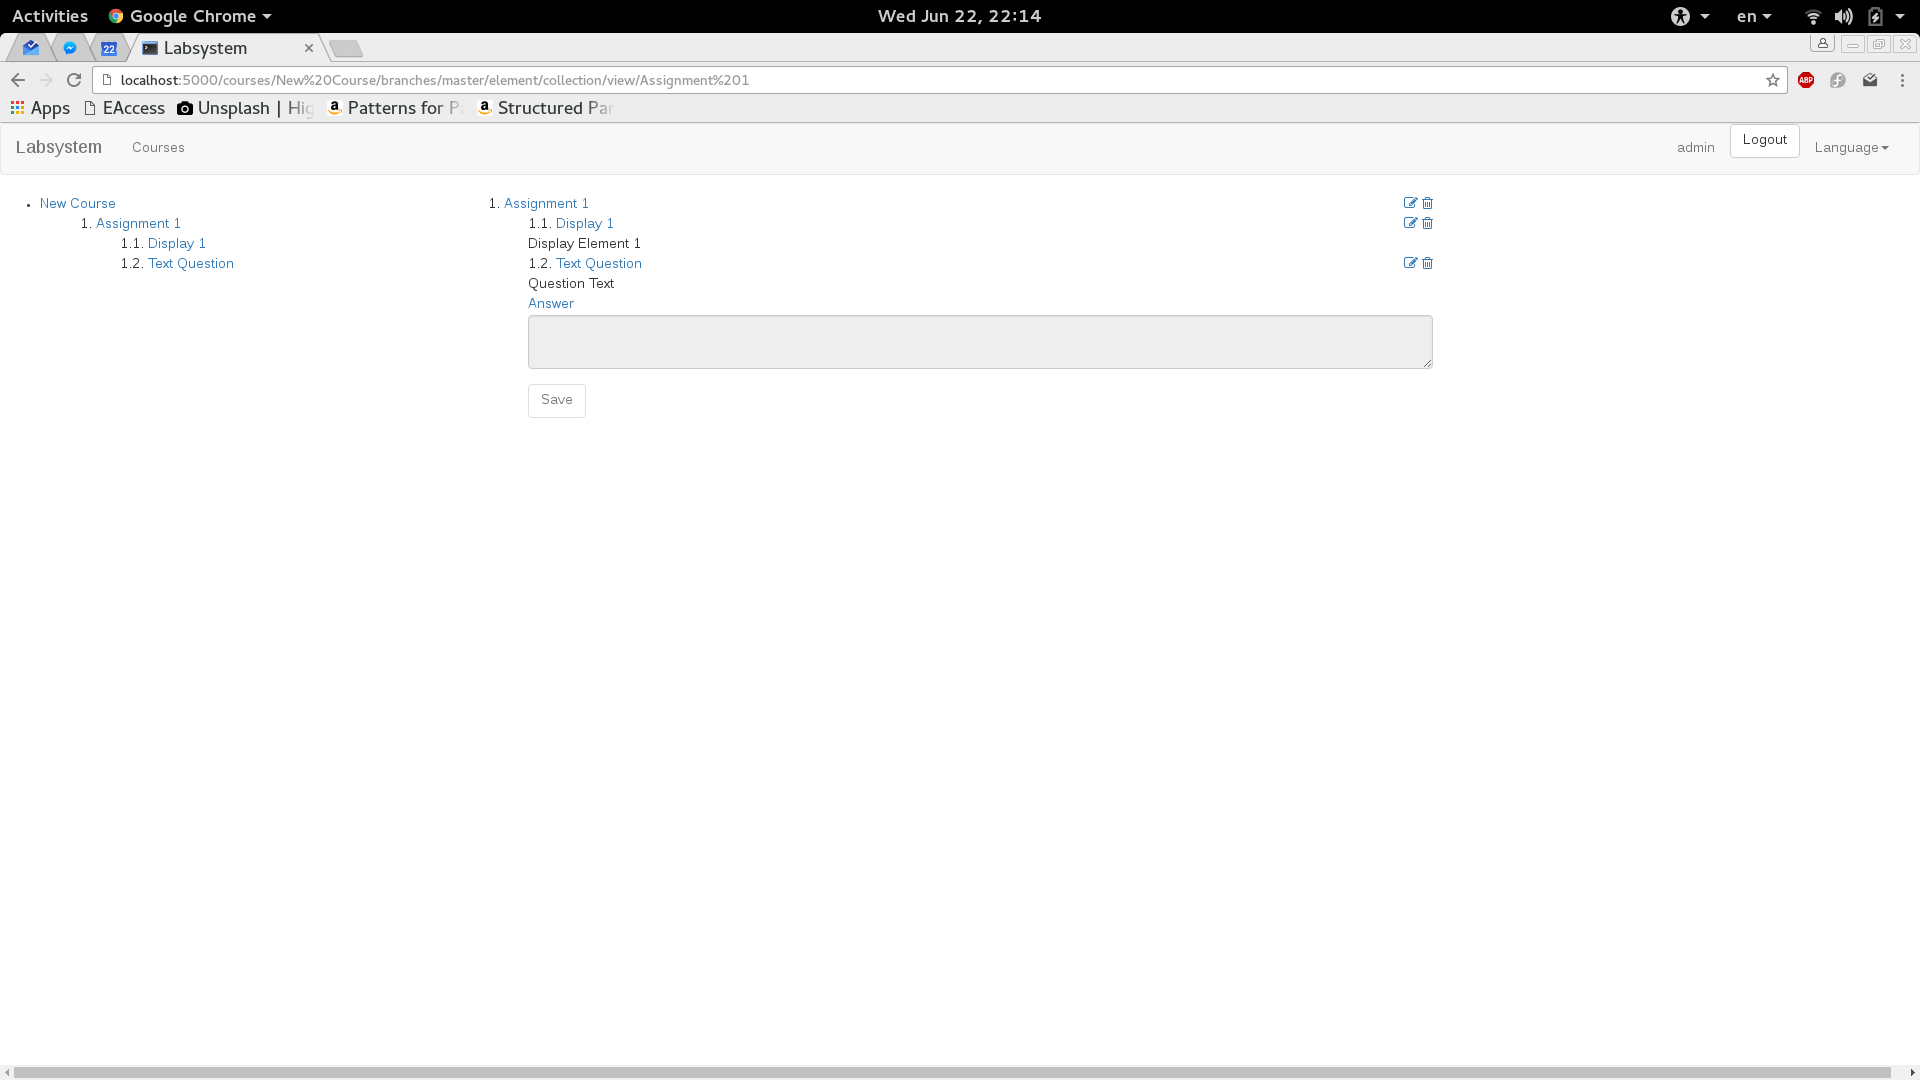 Activities Google Chrome Wed Jun 22, 22:14 en
22 Labsystem
localhost:5000/courses/New%20Course/branches/master/element/collection/view/Assignment%201 ABP
Apps EAccess Unsplash | Hig Patterns for P Structured Par
Labsystem Courses admin Logout Language
New Course
1. Assignment 1
1.1. Display 1
1.2. Text Question
1. Assignment 1
1.1. Display 1
Display Element 1
1.2. Text Question
Question Text
Answer
Save